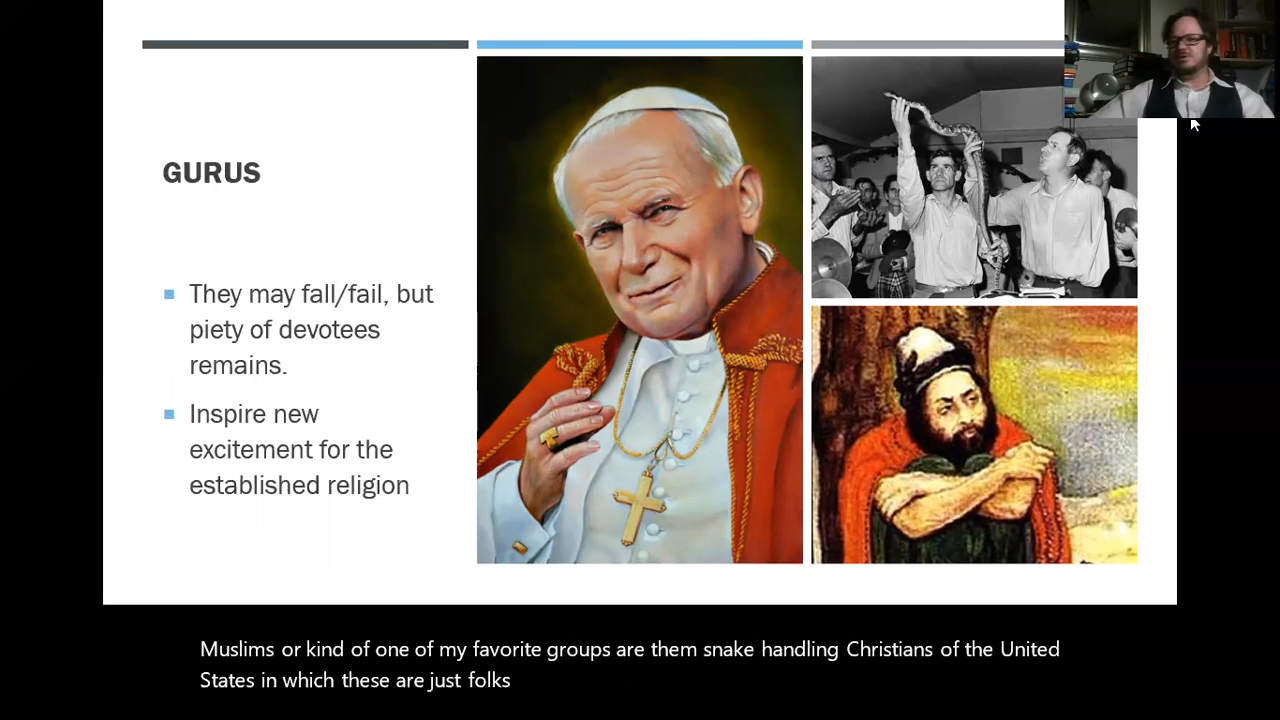 GURUS
They may fall/fail, but
piety of devotees
remains.
Inspire new
excitement for the
established religion
Muslims or kind of one of my favorite groups are them snake handling Christians of the United
States in which these are just folks